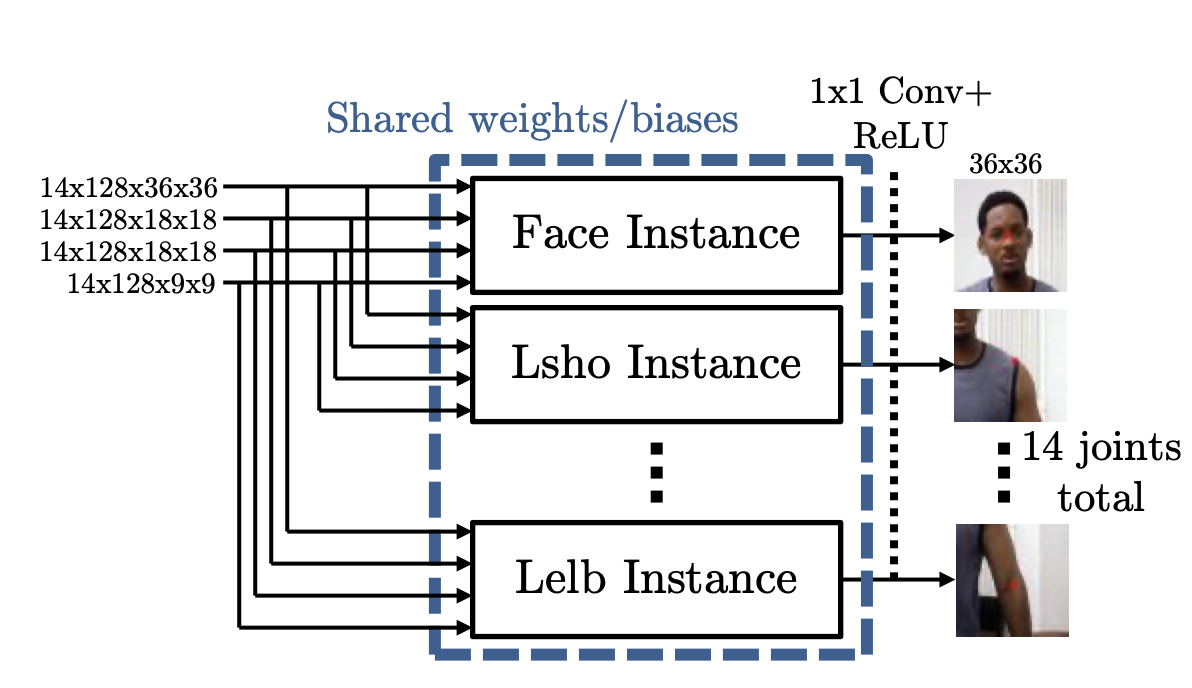 1x1 Conv+
ReLU
Shared weights/biases
36x36
14x128x36x36
14x128x18x18
14x128x18x18
14x128x9x9
Face Instance
Lsho Instance
14 joints
total
Lelb Instance